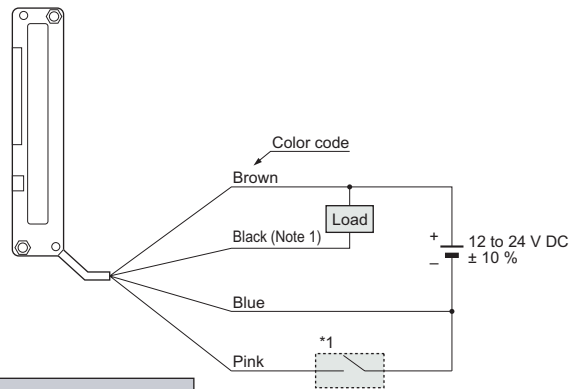 Color code
Brown
Load
Black (Note 1)
+
12 to 24 V DC
± 10 %
–
Blue
*1
Pink